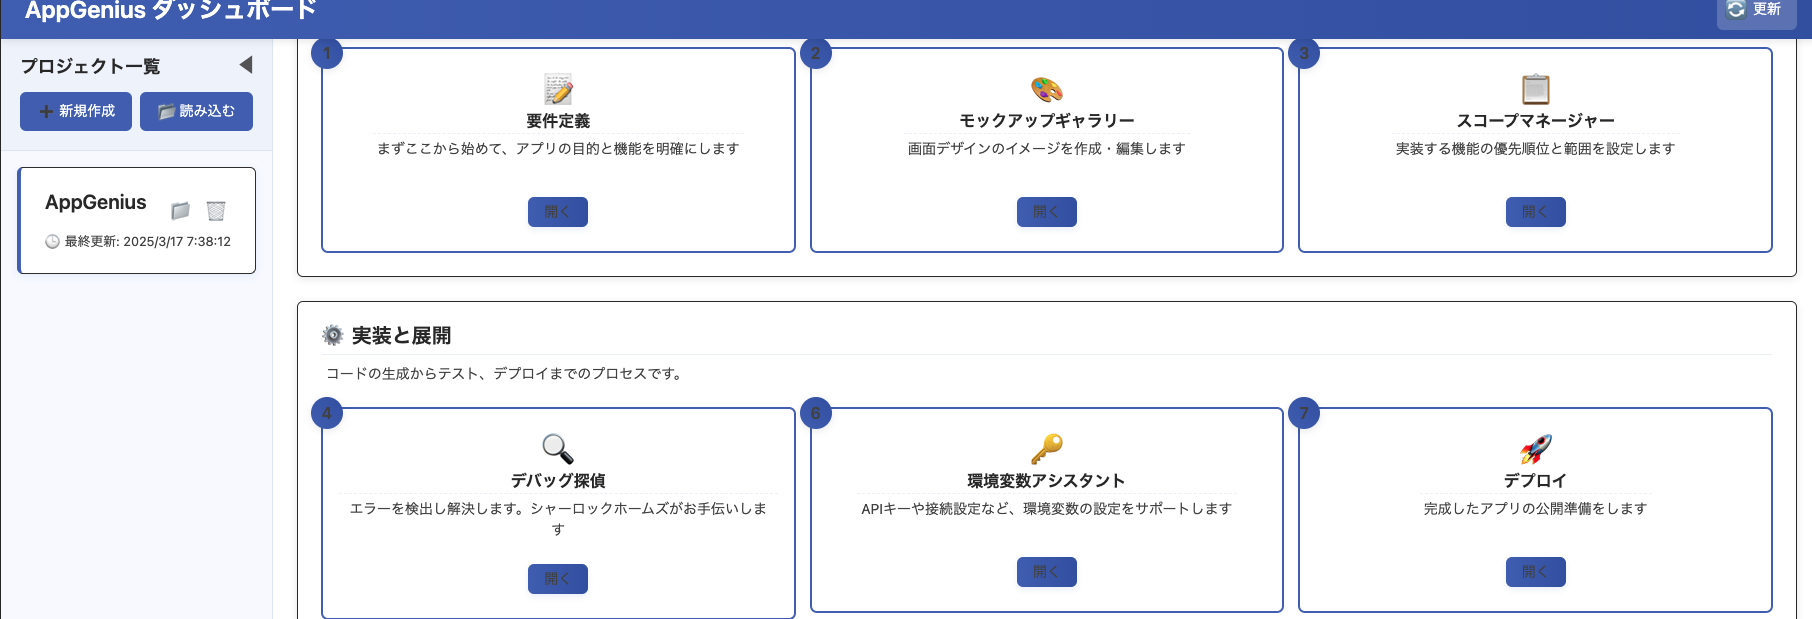 AppGenius ダッシュボード
更新
プロジェクト一覧
新規作成
読み込む
AppGenius
最終更新: 2025/3/17 7:38:12
1
要件定義
まずここから始めて、アプリの目的と機能を明確にします
開く
2
モックアップギャラリー
画面デザインのイメージを作成・編集します
開く
3
スコープマネージャー
実装する機能の優先順位と範囲を設定します
開く
実装と展開
コードの生成からテスト、デプロイまでのプロセスです。
4
デバッグ探偵
エラーを検出し解決します。シャーロックホームズがお手伝いしま
す
開く
6
環境変数アシスタント
APIキーや接続設定など、環境変数の設定をサポートします
開く
7
デプロイ
完成したアプリの公開準備をします
開く